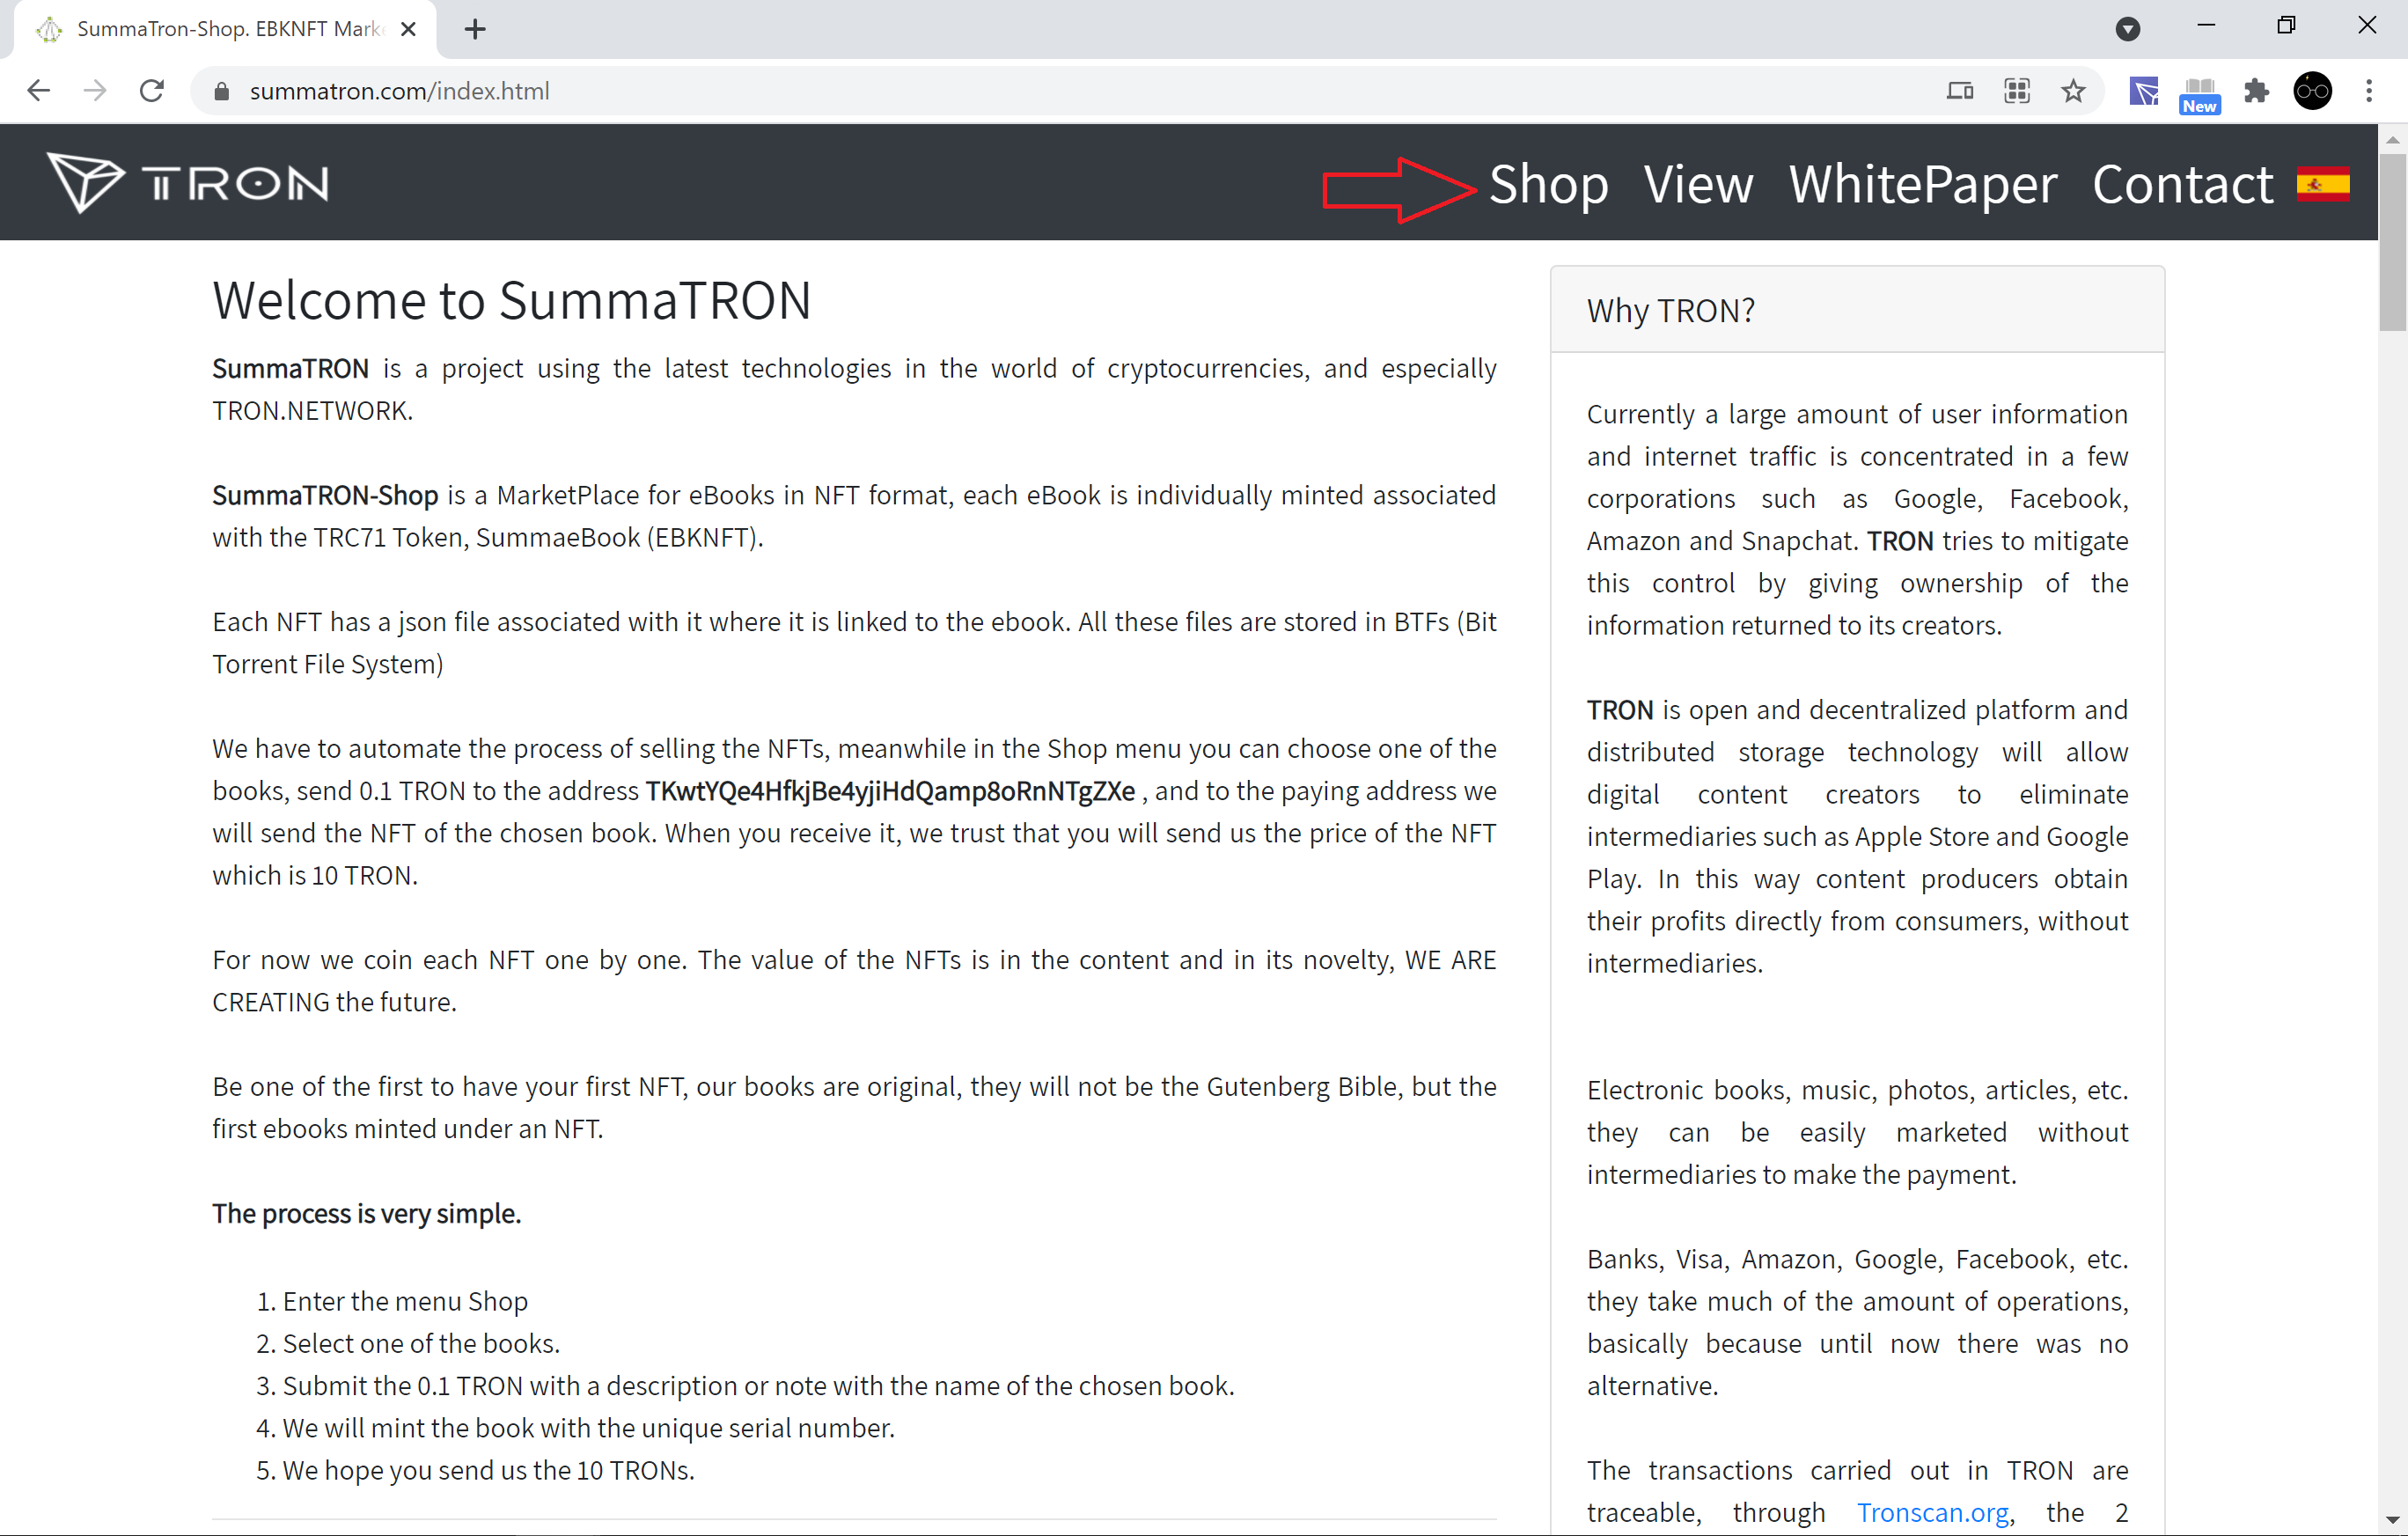 SummaTron-Shop. EBKNFT Mark
summatron.com/index.html
New
TRON
Shop View WhitePaper Contact
Welcome to SummaTRON
SummaTRON is a project using the latest technologies in the world of cryptocurrencies, and especially
TRON.NETWORK.
SummaTRON-Shop is a MarketPlace for eBooks in NFT format, each eBook is individually minted associated
with the TRC71 Token, SummaeBook (EBKNFT).
Each NFT has a json file associated with it where it is linked to the ebook. All these files are stored in BTFs (Bit
Torrent File System)
We have to automate the process of selling the NFTs, meanwhile in the Shop menu you can choose one of the
books, send 0.1 TRON to the address TKwtYQe4HfkjBe4yjiHdQamp8oRnNTgZXe , and to the paying address we
will send the NFT of the chosen book. When you receive it, we trust that you will send us the price of the NFT
which is 10 TRON.
For now we coin each NFT one by one. The value of the NFTs is in the content and in its novelty, WE ARE
CREATING the future.
Be one of the first to have your first NFT, our books are original, they will not be the Gutenberg Bible, but the
first ebooks minted under an NFT.
The process is very simple.
1. Enter the menu Shop
2. Select one of the books.
3. Submit the 0.1 TRON with a description or note with the name of the chosen book.
4. We will mint the book with the unique serial number.
5. We hope you send us the 10 TRONs.
Why TRON?
Currently a large amount of user information
and internet traffic is concentrated in a few
corporations such as Google, Facebook,
Amazon and Snapchat. TRON tries to mitigate
this control by giving ownership of the
information returned to its creators.
TRON is open and decentralized platform and
distributed storage technology will allow
digital content creators to eliminate
intermediaries such as Apple Store and Google
Play. In this way content producers obtain
their profits directly from consumers, without
intermediaries.
Electronic books, music, photos, articles, etc.
they can be easily marketed without
intermediaries to make the payment.
Banks, Visa, Amazon, Google, Facebook, etc.
they take much of the amount of operations,
basically because until now there was no
alternative.
The transactions carried out in TRON are
traceable, through Tronscan.org, the 2